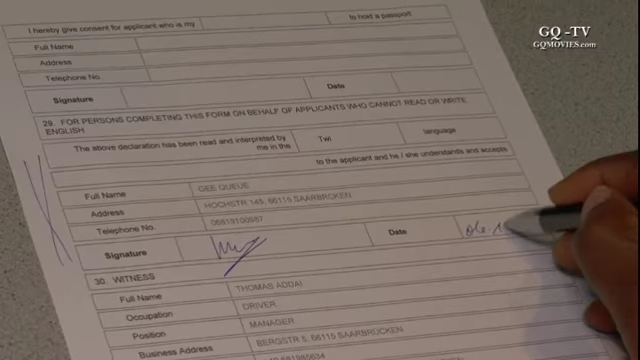 GQ -TV
GQMOVIES.com
I hereby give consent for applicant who is my to hold a passport
Full Name
Address
Telephone No.
Signature Date
29. FOR PERSONS COMPLETING THIS FORM ON BEHALF OF APPLICANTS WHO CANNOT READ OR WRITE
ENGLISH
The above declaration has been read and interpreted by
me in the Twi language
to the applicant and he / she understands and accepts
Full Name GEE QUEUE
Address HOCHSTR 145, 66115 SAARBRCKEN
Telephone No. 06819100987
Signature Date
30. WITNESS
Full Name THOMAS ADDAI
Occupation DRIVER
Position MANAGER
Business Address BERGSTR 5, 66115 SAARBRUCKEN